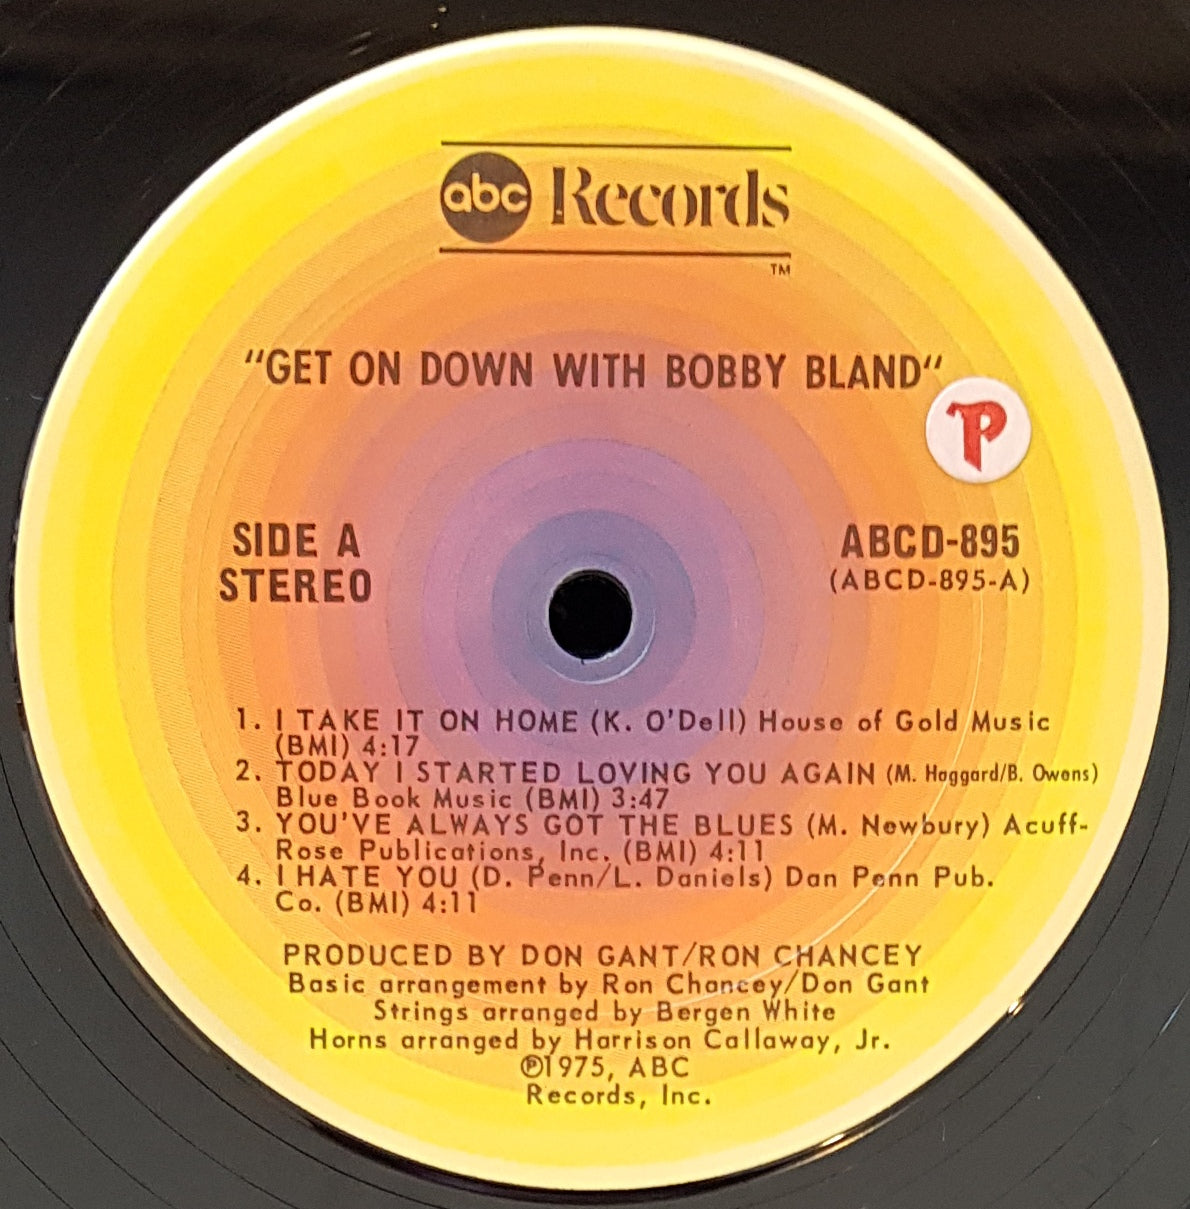 abc Records
TM
"GET ON DOWN WITH BOBBY BLAND"
P
SIDE A
STEREO
ABCD-895
(ABCD-895-A)
1. I TAKE IT ON HOME (K. O'Dell) House of Gold Music
(BMI) 4:17
2. TODAY I STARTED LOVING YOU AGAIN (M. Haggard/B. Owens)
Blue Book Music (BMI) 3:47
3. YOU'VE ALWAYS GOT THE BLUES (M. Newbury) Acuff-
Rose Publications, Inc. (BMI) 4:11
4. I HATE YOU (D. Penn/L. Daniels) Dan Penn Pub.
Co. (BMI) 4:11
PRODUCED BY DON GANT/RON CHANCEY
Basic arrangement by Ron Chancey/Don Gant
Strings arranged by Bergen White
Horns arranged by Harrison Callaway, Jr.
℗1975, ABC
Records, Inc.